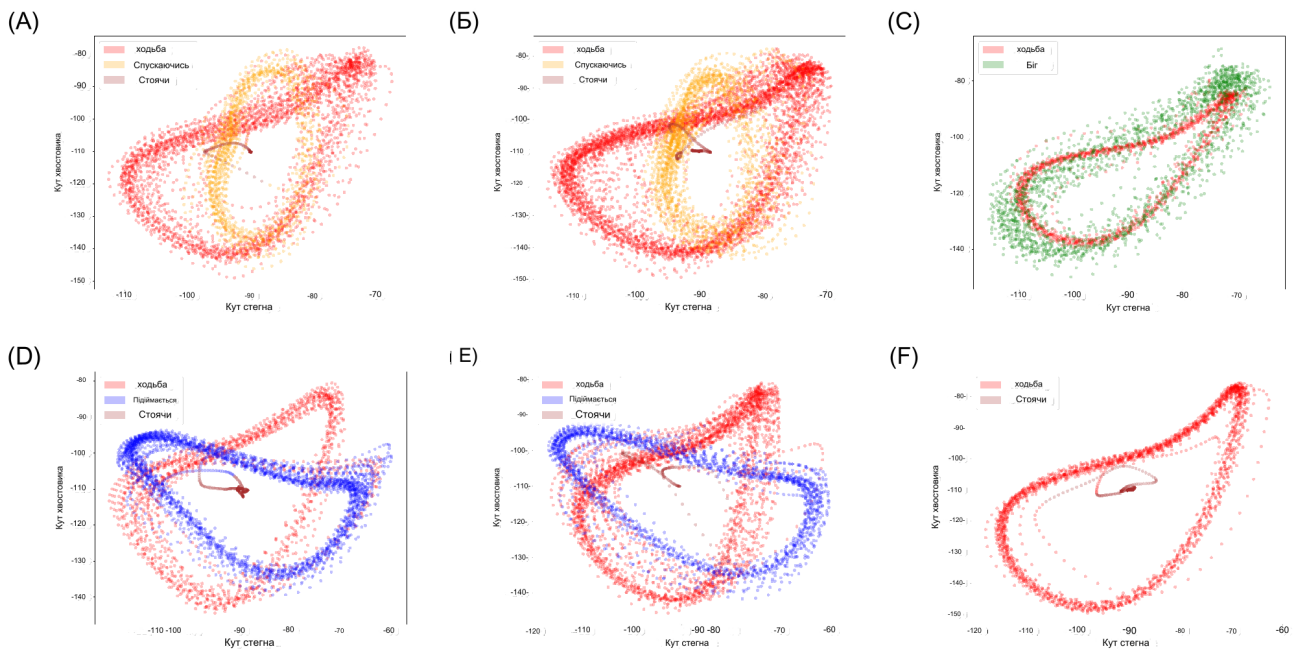 (А)
ходьба
Спускаючись
Стоячи
Кут хвостовика
-80
-90
-100
-110
-120
-130
-140
-150
-110
-100
-90
-80
-70
Кут стегна
(Б)
ходьба
Спускаючись
Стоячи
Кут хвостовика
-80
-90
-100
-110
-120
-130
-140
-150
-110
-100
-90
-80
-70
Кут стегна
(C)
ходьба
Біг
Кут хвостовика
-80
-100
-120
-140
-110
-100
-90
-80
-70
Кут стегна
(D)
ходьба
Підіймається
Стоячи
Кут хвостовика
-80
-90
-100
-110
-120
-130
-140
-110-100
-90
-80
-70
-60
Кут стегна
( E)
ходьба
Підіймається
Стоячи
Кут хвостовика
-80
-90
-100
-110
-120
-130
-140
-120
-110
-100
-90-80
-70
-60
Кут стегна
(F)
ходьба
Стоячи
Кут хвостовика
-80
-90
-100
-110
-120
-130
-140
-150
-120
-110
-100
-90
-80
-70
-60
Кут стегна